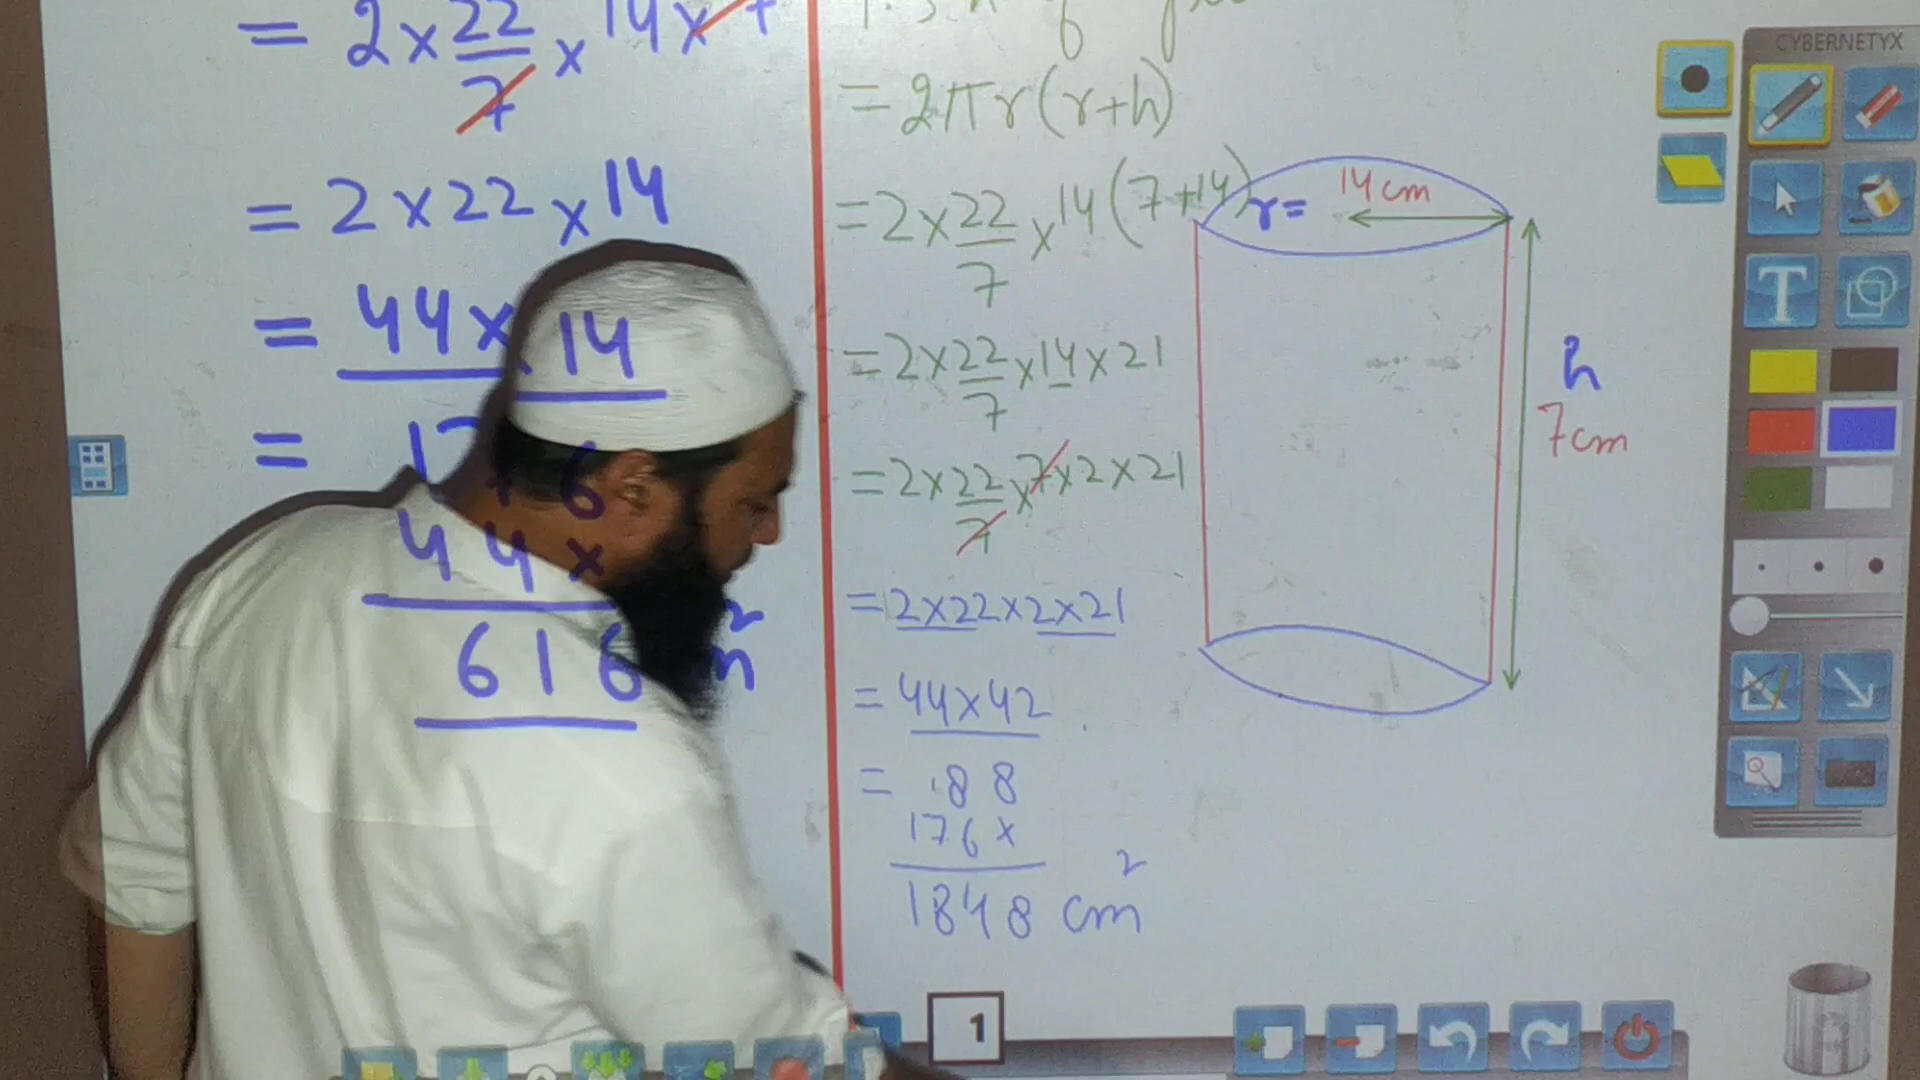 = 2 × 22/7 × 14 × 7
= 2 × 22 × 14
= 44 × 14
= 176
44×
616 m²
= 2πr(r+h)
= 2 × 22/7 × 14 (7+14)
= 2 × 22/7 × 14 × 21
= 2 × 22/7 × 7 × 2 × 21
= 2×22×2×21
= 44×42
= 88
176×
1848 cm²
r = 14 cm
h
7cm
CYBERNETYX
T
1